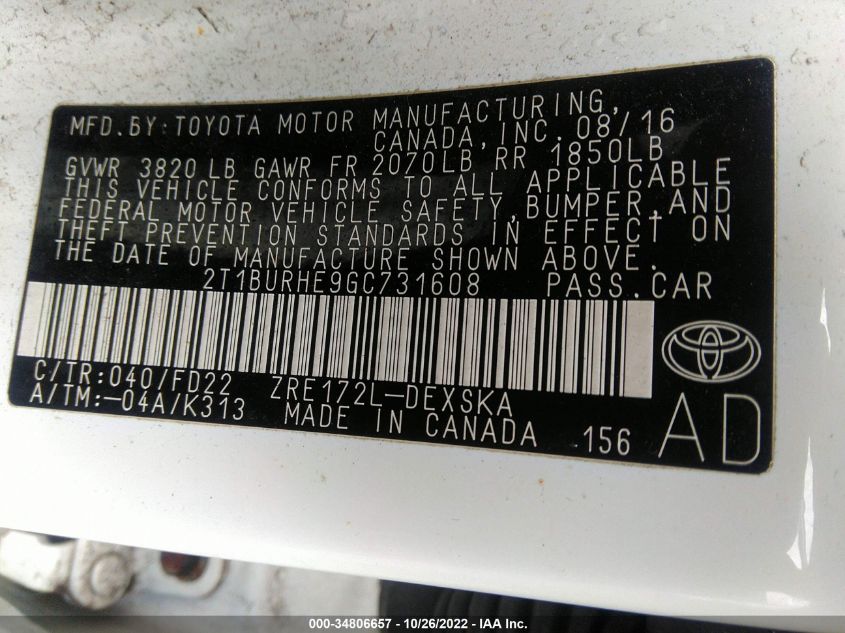 MFD.BY:TOYOTA MOTOR MANUFACTURING,
CANADA,INC. 08/16
GVWR 3820 LB GAWR FR 2070LB RR 1850LB
THIS VEHICLE CONFORMS TO ALL APPLICABLE
FEDERAL MOTOR VEHICLE SAFETY,BUMPER,AND
THEFT PREVENTION STANDARDS IN EFFECT ON
THE DATE OF MANUFACTURE SHOWN ABOVE.
2T1BURHE9GC731608 PASS.CAR
C/TR:040/FD22 ZRE172L-DEXSKA
A/TM:-04A/K313 MADE IN CANADA 156 AD
000-34806657 - 10/26/2022 - © IAA, Inc.